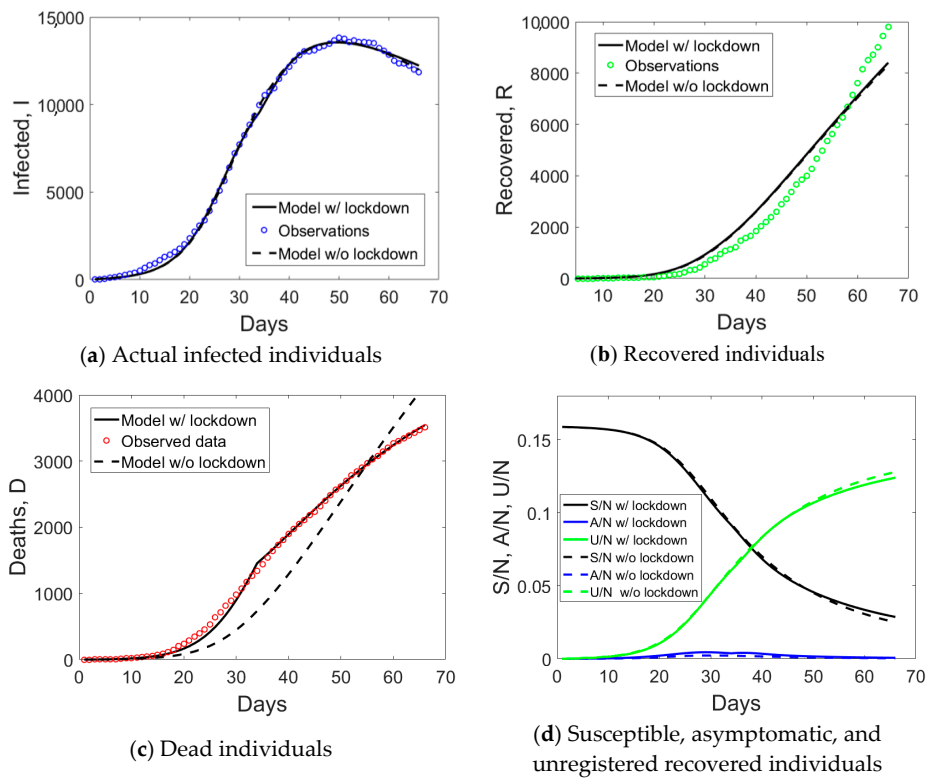 15000
10000
5000
0
Infected, I
Model w/ lockdown
Observations
Model w/o lockdown
0 10 20 30 40 50 60 70
Days
(a) Actual infected individuals
10,000
8000
6000
4000
2000
0
Recovered, R
Model w/ lockdown
Observations
Model w/o lockdown
10 20 30 40 50 60 70
Days
(b) Recovered individuals
4000
3000
2000
1000
0
Deaths, D
Model w/ lockdown
Observed data
Model w/o lockdown
0 10 20 30 40 50 60 70
Days
(c) Dead individuals
0.15
0.1
0.05
0
S/N, A/N, U/N
S/N w/ lockdown
A/N w/ lockdown
U/N w/ lockdown
S/N w/o lockdown
A/N w/o lockdown
U/N w/o lockdown
0 10 20 30 40 50 60 70
Days
(d) Susceptible, asymptomatic, and
unregistered recovered individuals